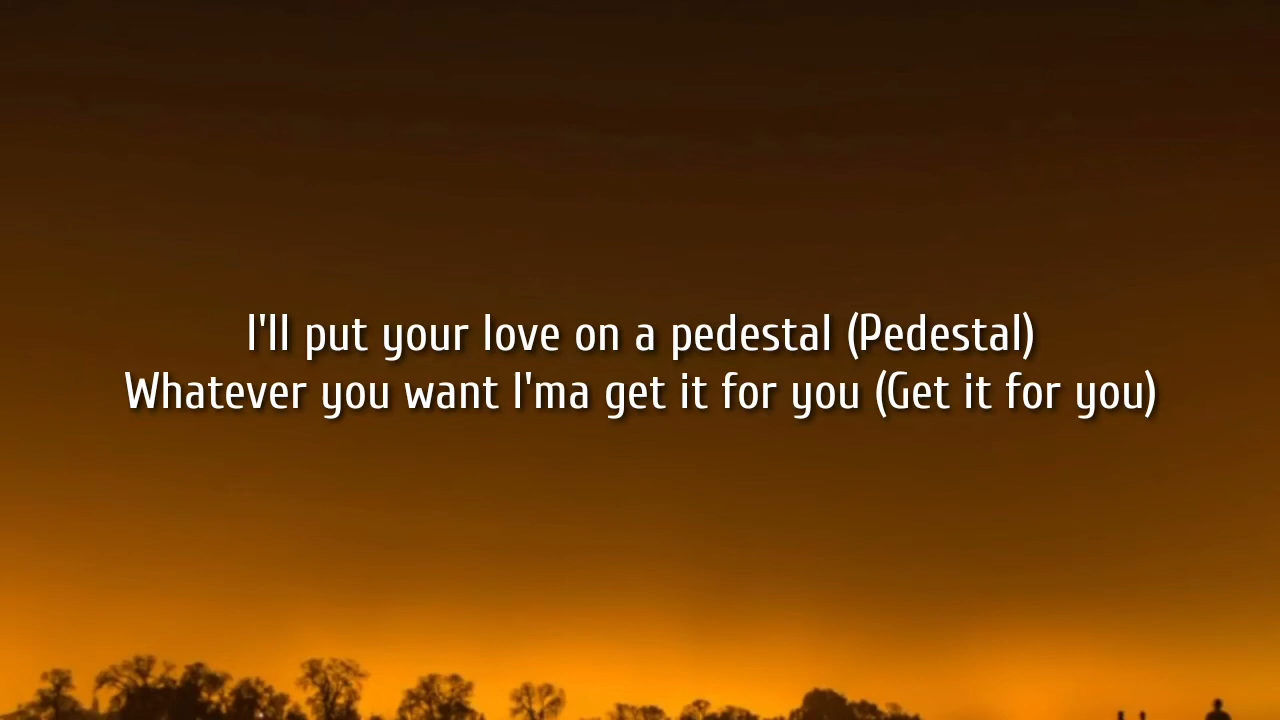 I'll put your love on a pedestal (Pedestal)
Whatever you want I'ma get it for you (Get it for you)